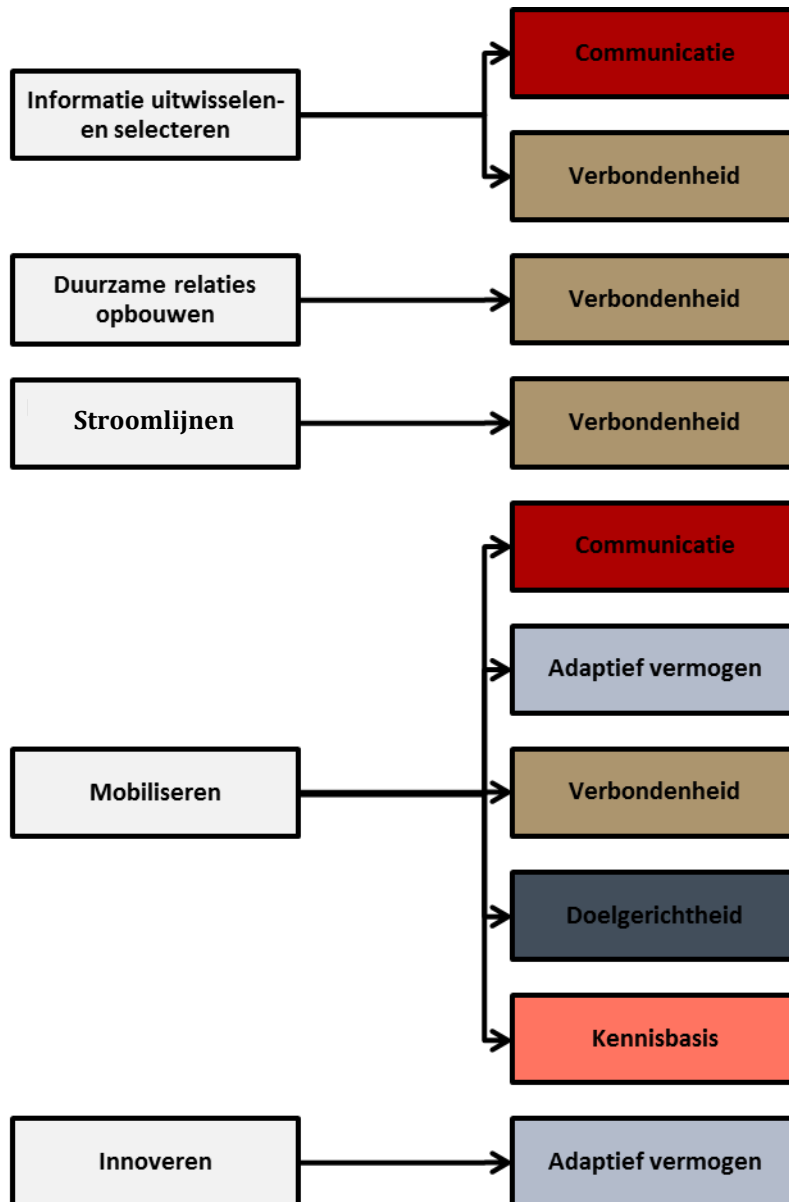 Communicatie
Informatie uitwisselen-
en selecteren
Verbondenheid
Duurzame relaties
opbouwen
Verbondenheid
Stroomlijnen
Verbondenheid
Communicatie
Adaptief vermogen
Mobiliseren
Verbondenheid
Doelgerichtheid
Kennisbasis
Innoveren
Adaptief vermogen